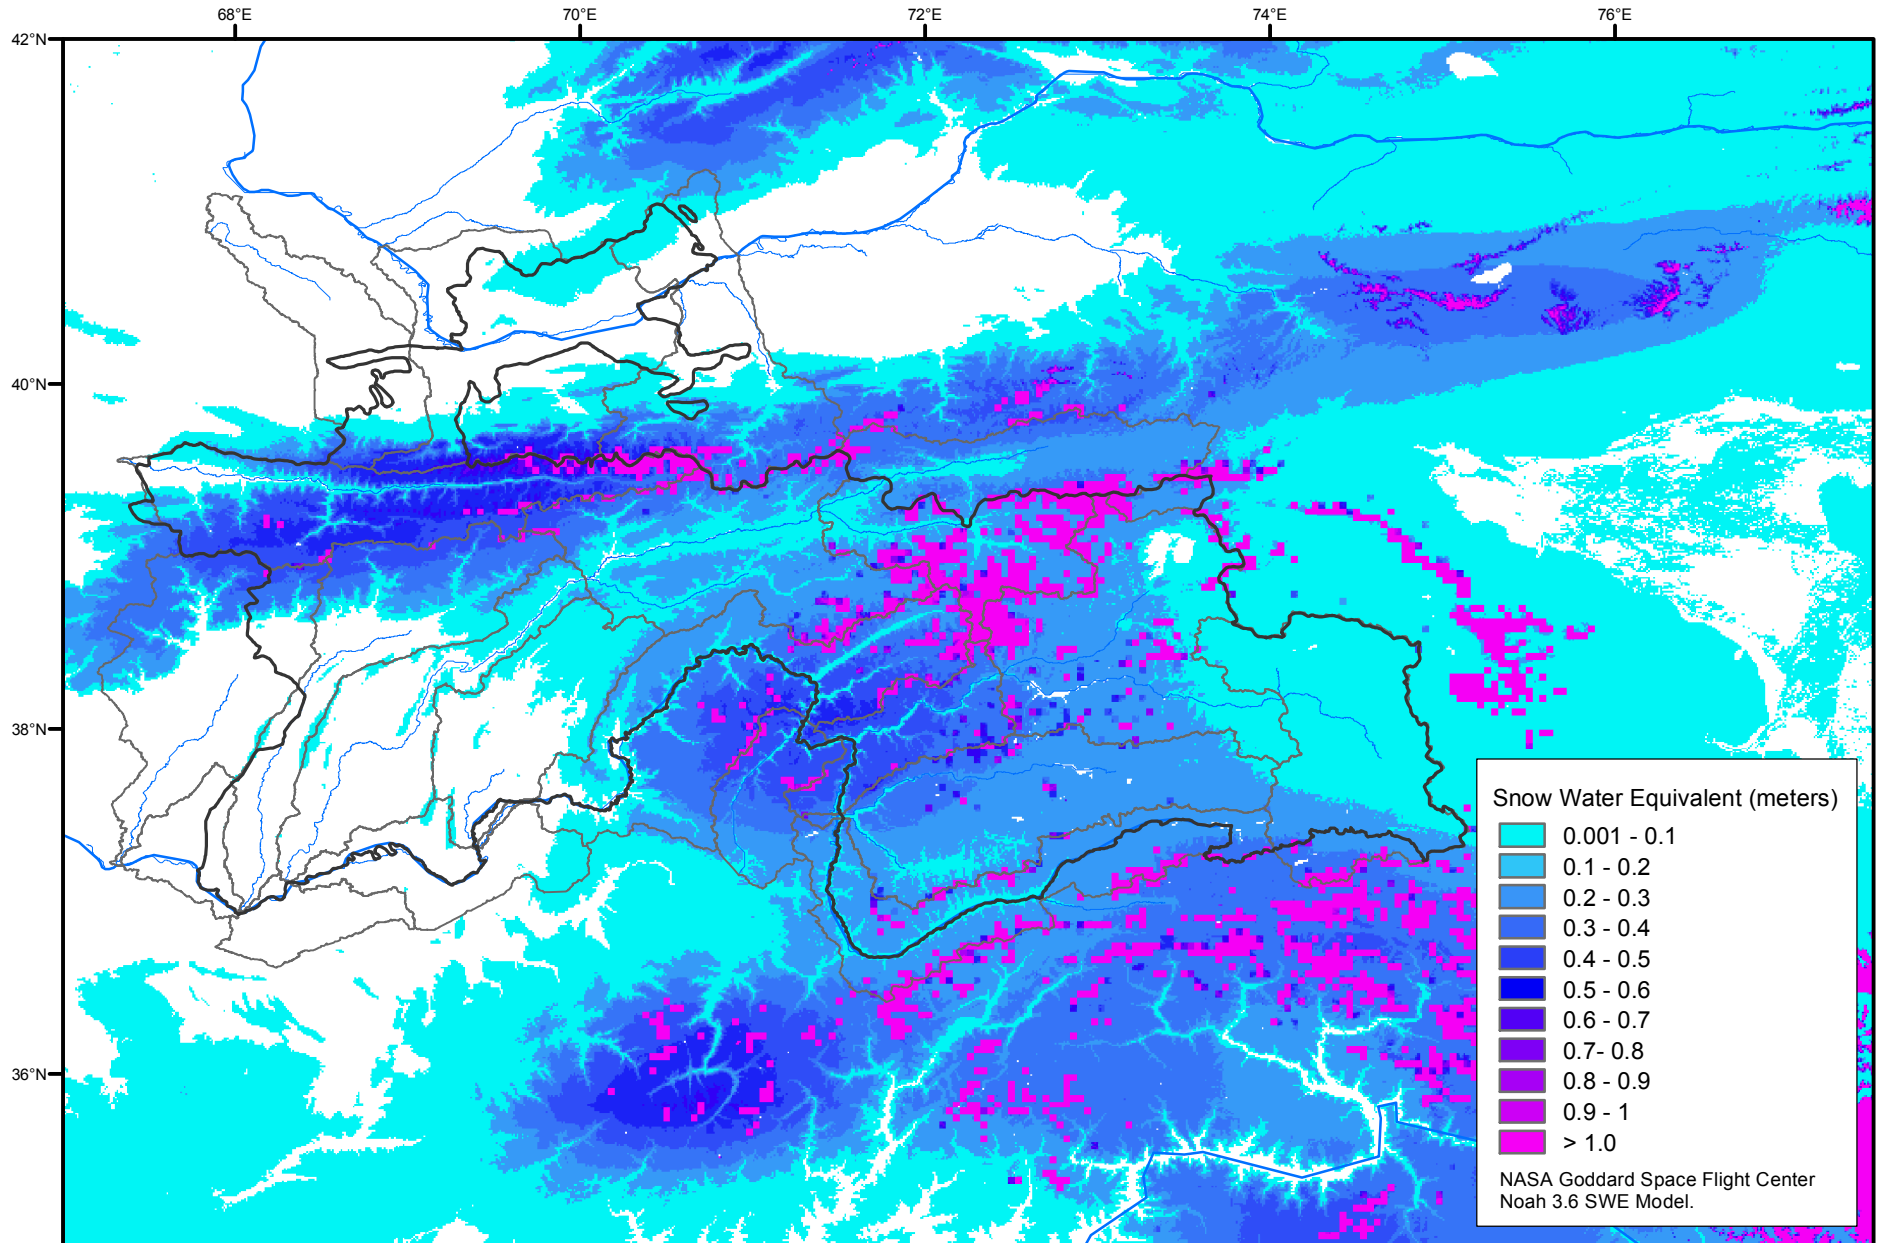 68°E
70°E
72°E
74°E
76°E
42°N
40°N
38°N
36°N
Snow Water Equivalent (meters)
0.001 - 0.1
0.1 - 0.2
0.2 - 0.3
0.3 - 0.4
0.4 - 0.5
0.5 - 0.6
0.6 - 0.7
0.7- 0.8
0.8 - 0.9
0.9 - 1
> 1.0
NASA Goddard Space Flight Center
Noah 3.6 SWE Model.